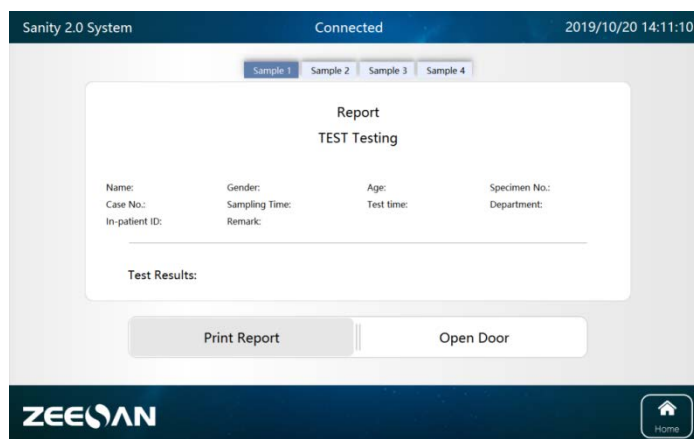 Sanity 2.0 System Connected 2019/10/20 14:11:10
Sample 1 Sample 2 Sample 3 Sample 4
Report
TEST Testing
Name: Gender: Age: Specimen No.:
Case No.: Sampling Time: Test time: Department:
In-patient ID: Remark:
Test Results:
Print Report Open Door
ZEESAN
Home